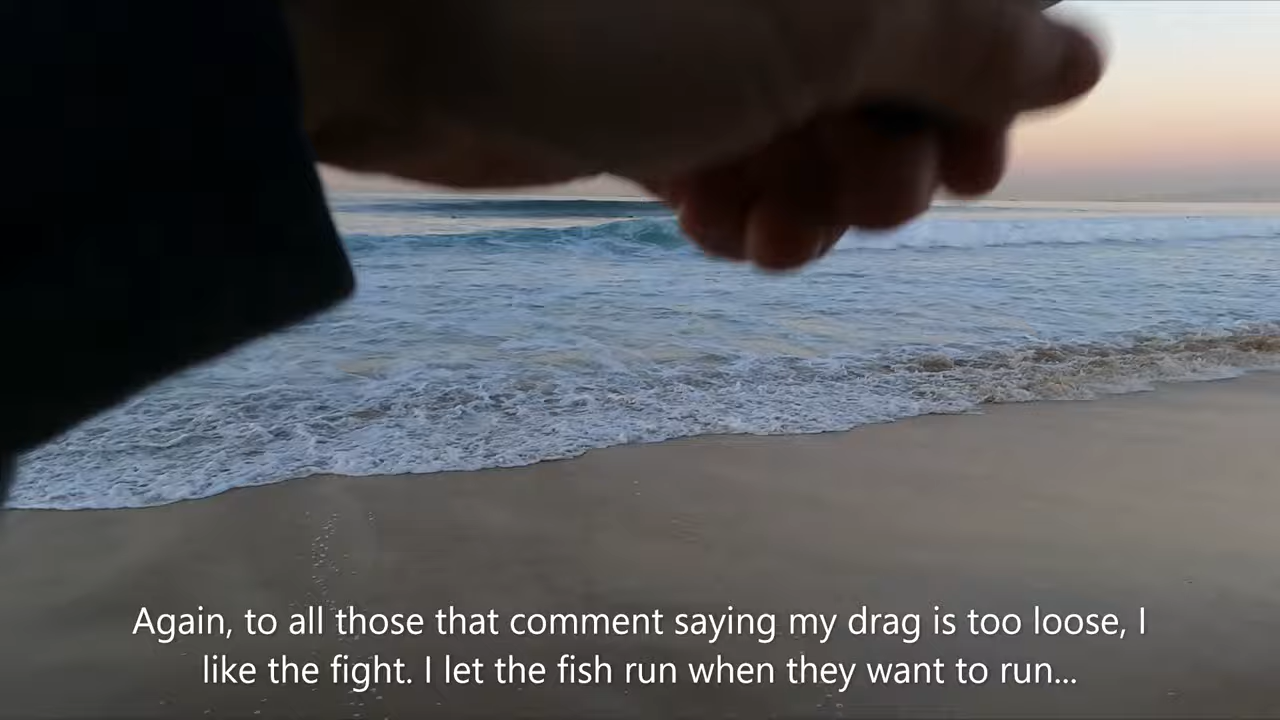 Again, to all those that comment saying my drag is too loose, I
like the fight. I let the fish run when they want to run...